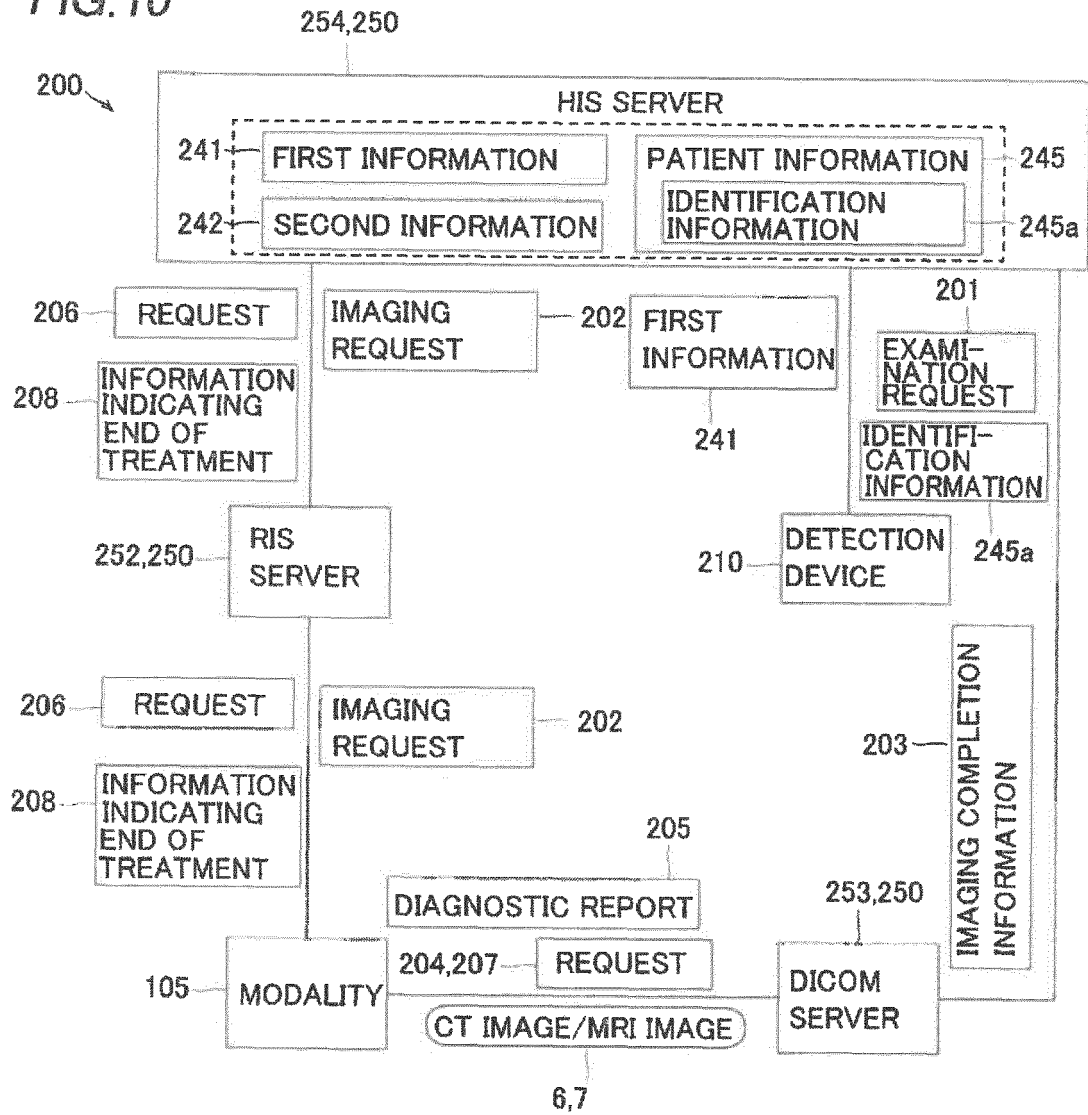 FIG. 10
254,250
200
HIS SERVER
241
FIRST INFORMATION
PATIENT INFORMATION
245
242
SECOND INFORMATION
IDENTIFICATION
INFORMATION
245a
206
REQUEST
IMAGING
REQUEST
202
FIRST
INFORMATION
241
201
EXAMI-
NATION
REQUEST
208
INFORMATION
INDICATING
END OF
TREATMENT
IDENTIFI-
CATION
INFORMATION
245a
252,250
RIS
SERVER
210
DETECTION
DEVICE
206
REQUEST
IMAGING
REQUEST
202
203
IMAGING COMPLETION
INFORMATION
208
INFORMATION
INDICATING
END OF
TREATMENT
205
DIAGNOSTIC REPORT
253,250
105
MODALITY
204,207
REQUEST
DICOM
SERVER
CT IMAGE/MRI IMAGE
6,7